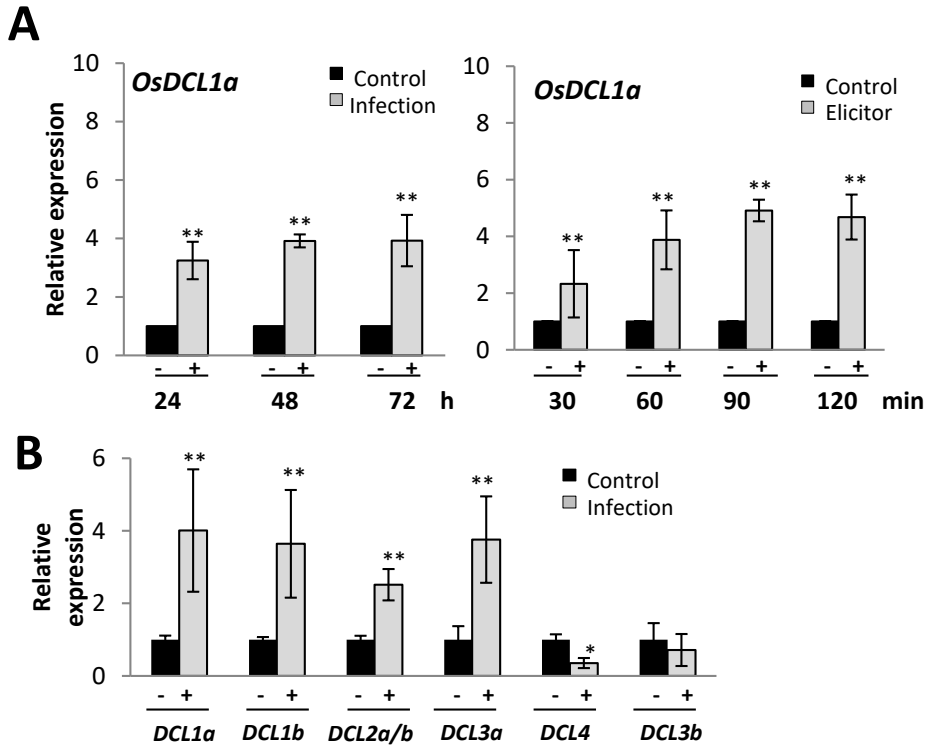 A
OsDCL1a
Control
Infection
Relative expression
10
8
6
4
2
0
** ** **
- + - + - +
24 48 72 h
OsDCL1a
Control
Elicitor
10
8
6
4
2
0
** ** ** **
- + - + - + - +
30 60 90 120 min
B
Control
Infection
Relative
expression
6
4
2
0
** ** ** ** *
- + - + - + - + - + - +
DCL1a DCL1b DCL2a/b DCL3a DCL4 DCL3b